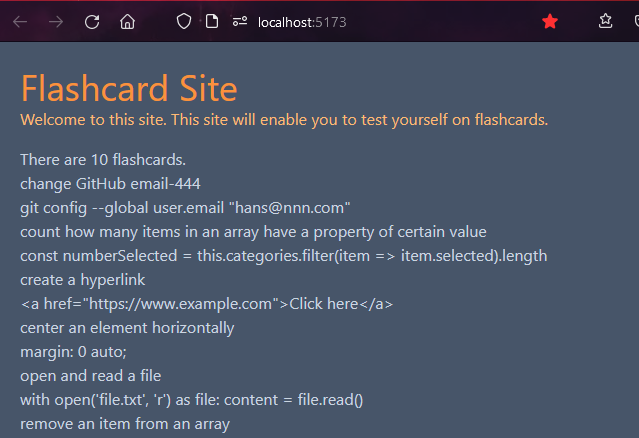 localhost:5173
Flashcard Site
Welcome to this site. This site will enable you to test yourself on flashcards.
There are 10 flashcards.
change GitHub email-444
git config --global user.email "hans@nnn.com"
count how many items in an array have a property of certain value
const numberSelected = this.categories.filter(item => item.selected).length
create a hyperlink
<a href="https://www.example.com">Click here</a>
center an element horizontally
margin: 0 auto;
open and read a file
with open('file.txt', 'r') as file: content = file.read()
remove an item from an array